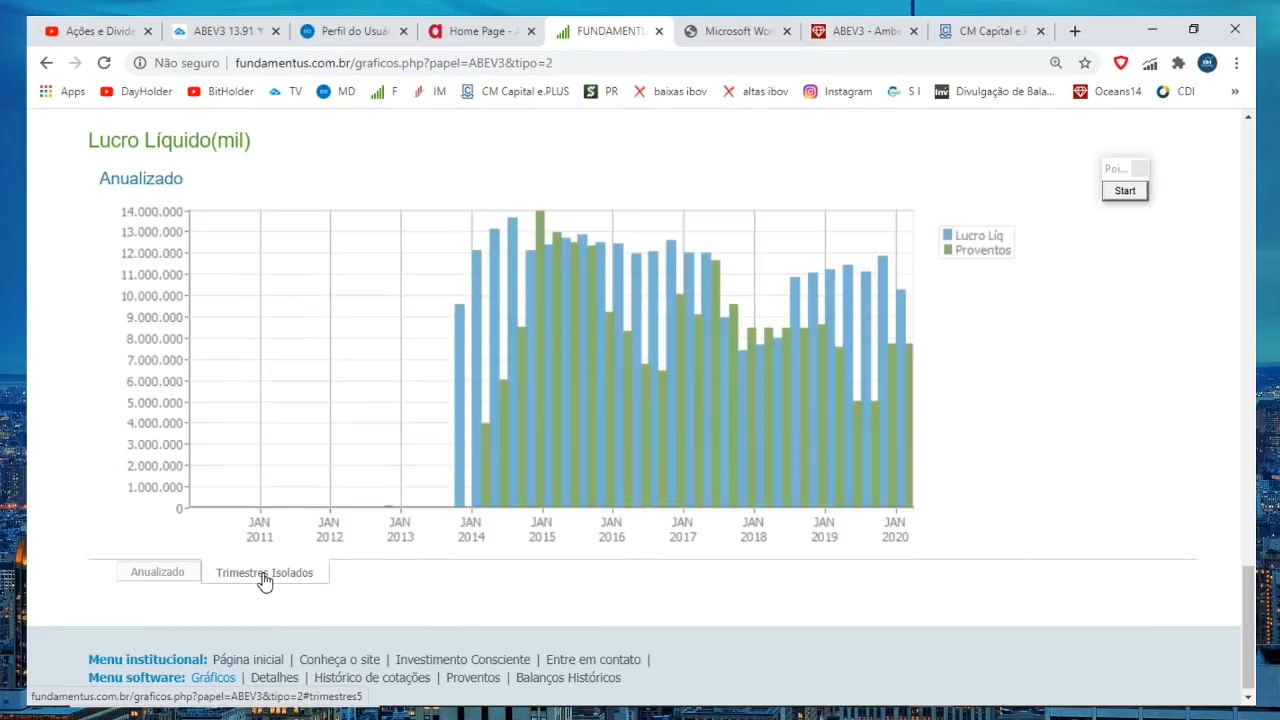 Ações e Divide
ABEV3 13.91
Perfil do Usuá
Home Page - A
FUNDAMENTU
Microsoft Wor
ABEV3 - Ambe
CM Capital e.P
Não seguro | fundamentus.com.br/graficos.php?papel=ABEV3&tipo=2
Apps DayHolder BitHolder TV MD F IM CM Capital e.PLUS PR baixas ibov altas ibov Instagram S I Divulgação de Bala... Oceans14 CDI »
Lucro Líquido(mil)
Anualizado
Poi...
Start
14.000.000
13.000.000
12.000.000
11.000.000
10.000.000
9.000.000
8.000.000
7.000.000
6.000.000
5.000.000
4.000.000
3.000.000
2.000.000
1.000.000
0
Lucro Líq
Proventos
JAN JAN JAN JAN JAN JAN JAN JAN JAN JAN
2011 2012 2013 2014 2015 2016 2017 2018 2019 2020
Anualizado Trimestres Isolados
Menu institucional: Página inicial | Conheça o site | Investimento Consciente | Entre em contato |
Menu software: Gráficos | Detalhes | Histórico de cotações | Proventos | Balanços Históricos
fundamentus.com.br/graficos.php?papel=ABEV3&tipo=2#trimestres5